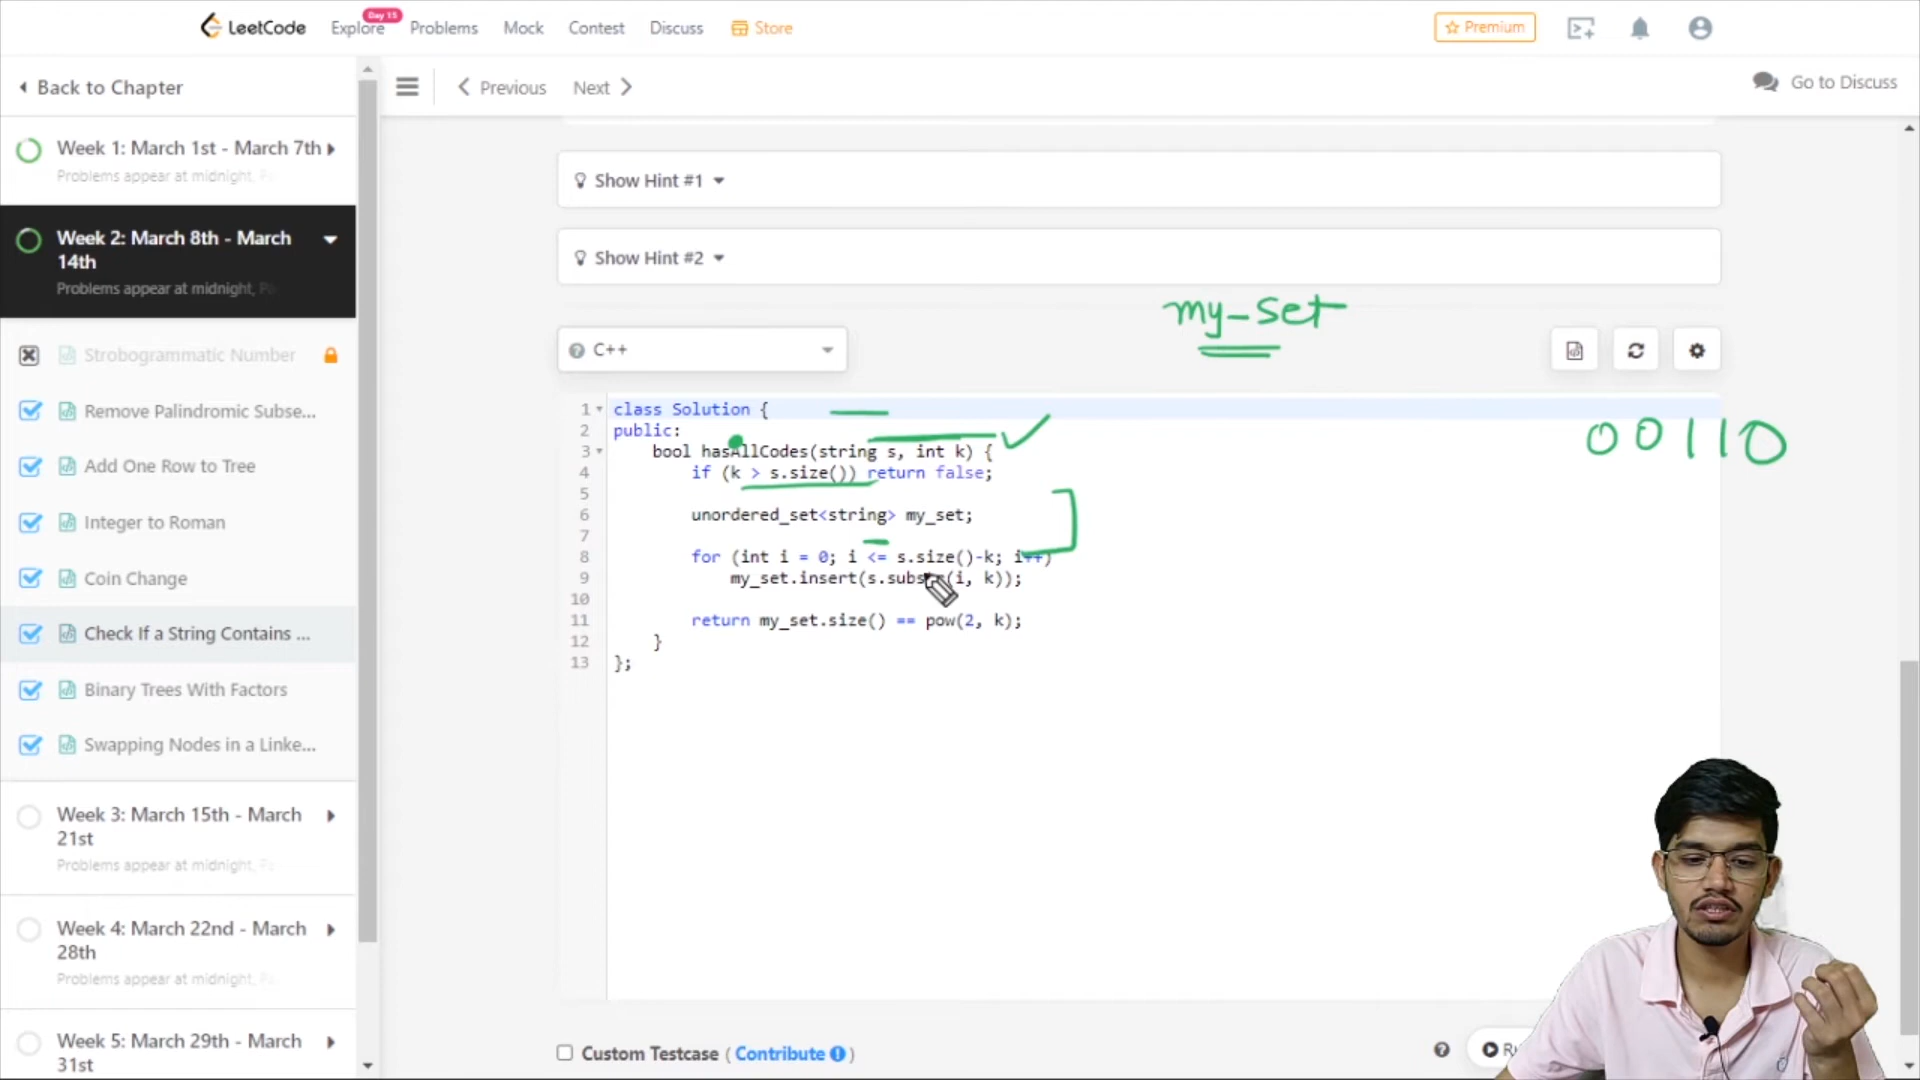 LeetCode
Explore
Day 15
Problems
Mock
Contest
Discuss
Store
Premium
Back to Chapter
Previous
Next
Go to Discuss
Week 1: March 1st - March 7th
Problems appear at midnight,
Week 2: March 8th - March
14th
Problems appear at midnight,
Strobogrammatic Number
Remove Palindromic Subse...
Add One Row to Tree
Integer to Roman
Coin Change
Check If a String Contains ...
Binary Trees With Factors
Swapping Nodes in a Linke...
Week 3: March 15th - March
21st
Problems appear at midnight,
Week 4: March 22nd - March
28th
Problems appear at midnight,
Week 5: March 29th - March
31st
Show Hint #1
Show Hint #2
my_set
C++
00110
1 class Solution {
2 public:
3 bool hasAllCodes(string s, int k) {
4 if (k > s.size()) return false;
5
6 unordered_set<string> my_set;
7
8 for (int i = 0; i <= s.size()-k; i++)
9 my_set.insert(s.substr(i, k));
10
11 return my_set.size() == pow(2, k);
12 }
13 };
Custom Testcase ( Contribute )